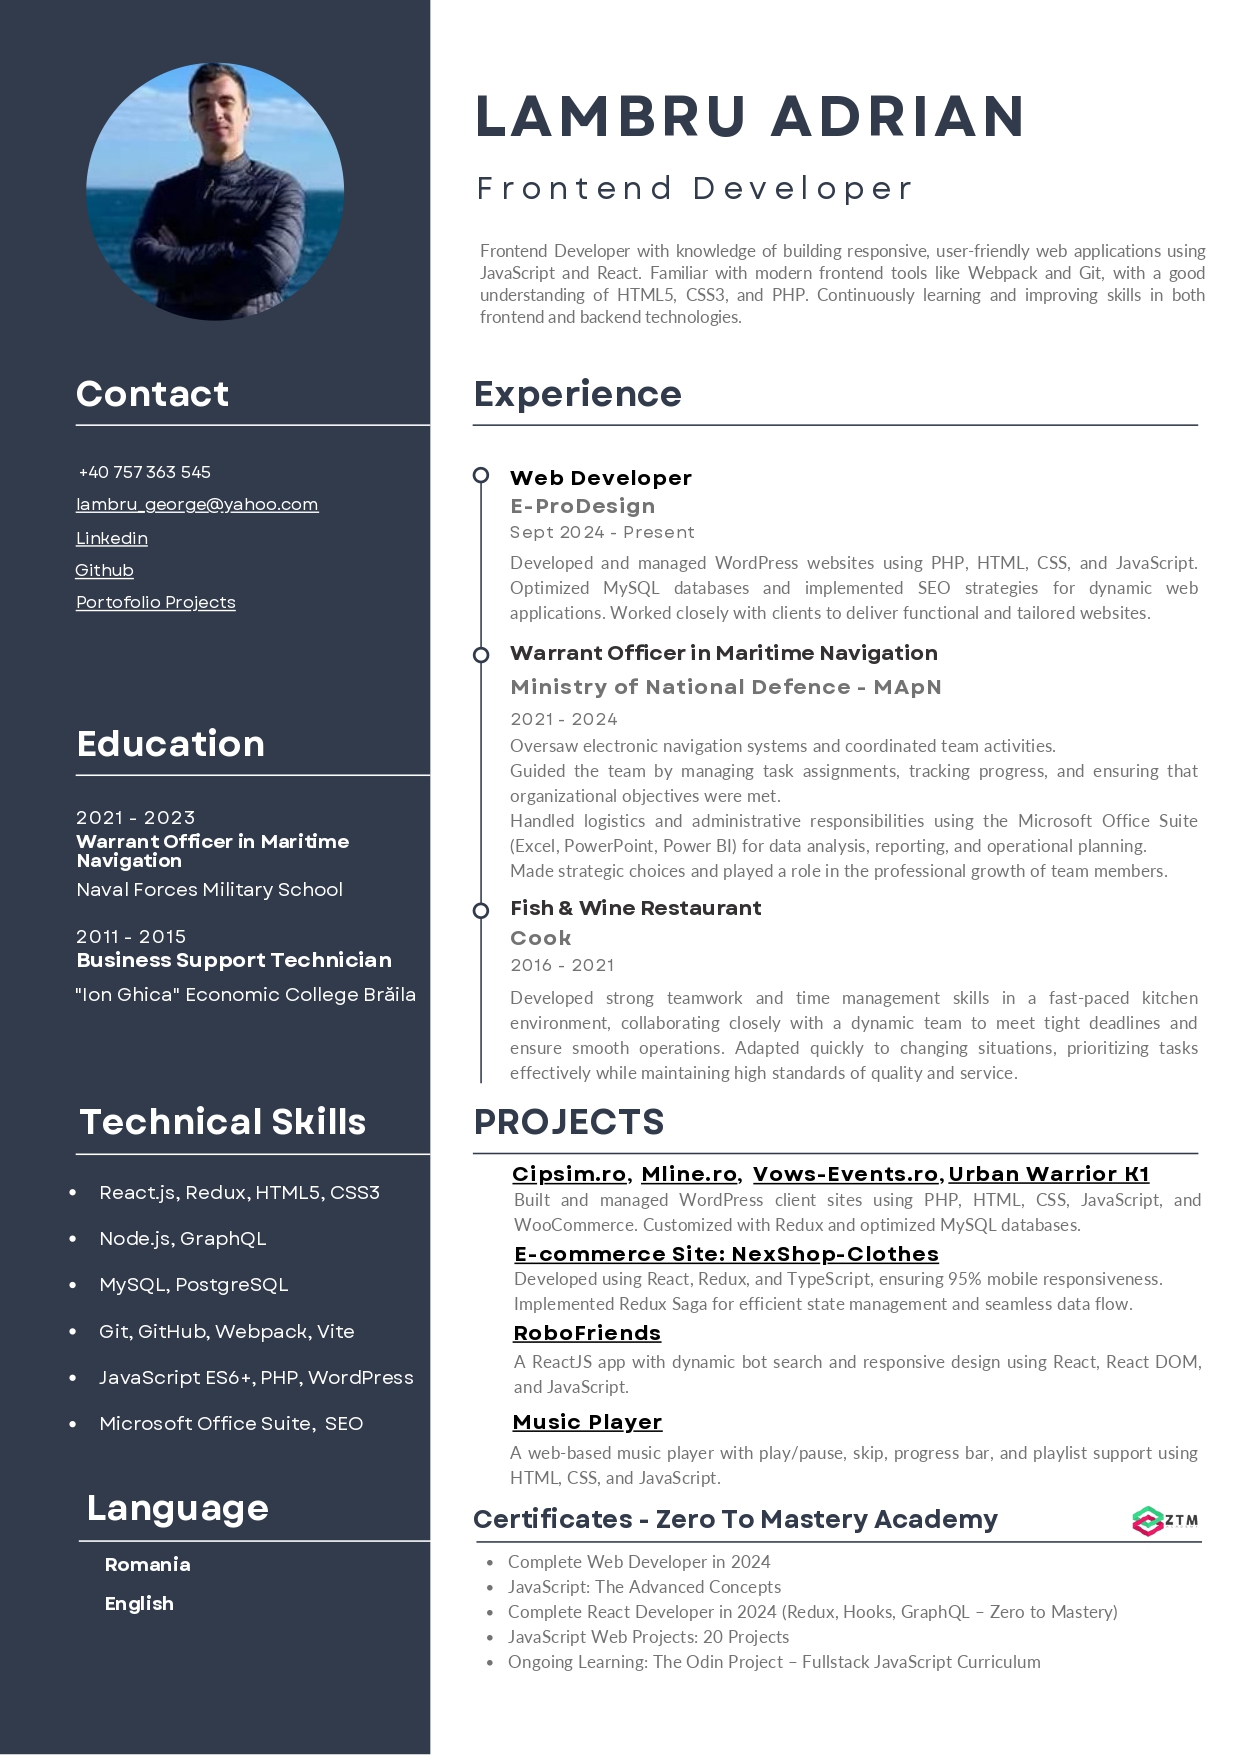 LAMBRU ADRIAN
Frontend Developer
Frontend Developer with knowledge of building responsive, user-friendly web applications using
JavaScript and React. Familiar with modern frontend tools like Webpack and Git, with a good
understanding of HTML5, CSS3, and PHP. Continuously learning and improving skills in both
frontend and backend technologies.
Contact
+40 757 363 545
lambru_george@yahoo.com
Linkedin
Github
Portofolio Projects
Education
2021 - 2023
Warrant Officer in Maritime
Navigation
Naval Forces Military School
2011 - 2015
Business Support Technician
"Ion Ghica" Economic College Brăila
Technical Skills
• React.js, Redux, HTML5, CSS3
• Node.js, GraphQL
• MySQL, PostgreSQL
• Git, GitHub, Webpack, Vite
• JavaScript ES6+, PHP, WordPress
• Microsoft Office Suite, SEO
Language
Romania
English
Experience
Web Developer
E-ProDesign
Sept 2024 - Present
Developed and managed WordPress websites using PHP, HTML, CSS, and JavaScript.
Optimized MySQL databases and implemented SEO strategies for dynamic web
applications. Worked closely with clients to deliver functional and tailored websites.
Warrant Officer in Maritime Navigation
Ministry of National Defence - MApN
2021 - 2024
Oversaw electronic navigation systems and coordinated team activities.
Guided the team by managing task assignments, tracking progress, and ensuring that
organizational objectives were met.
Handled logistics and administrative responsibilities using the Microsoft Office Suite
(Excel, PowerPoint, Power BI) for data analysis, reporting, and operational planning.
Made strategic choices and played a role in the professional growth of team members.
Fish & Wine Restaurant
Cook
2016 - 2021
Developed strong teamwork and time management skills in a fast-paced kitchen
environment, collaborating closely with a dynamic team to meet tight deadlines and
ensure smooth operations. Adapted quickly to changing situations, prioritizing tasks
effectively while maintaining high standards of quality and service.
PROJECTS
Cipsim.ro, Mline.ro, Vows-Events.ro, Urban Warrior K1
Built and managed WordPress client sites using PHP, HTML, CSS, JavaScript, and
WooCommerce. Customized with Redux and optimized MySQL databases.
E-commerce Site: NexShop-Clothes
Developed using React, Redux, and TypeScript, ensuring 95% mobile responsiveness.
Implemented Redux Saga for efficient state management and seamless data flow.
RoboFriends
A ReactJS app with dynamic bot search and responsive design using React, React DOM,
and JavaScript.
Music Player
A web-based music player with play/pause, skip, progress bar, and playlist support using
HTML, CSS, and JavaScript.
Certificates - Zero To Mastery Academy
ZTM
• Complete Web Developer in 2024
• JavaScript: The Advanced Concepts
• Complete React Developer in 2024 (Redux, Hooks, GraphQL – Zero to Mastery)
• JavaScript Web Projects: 20 Projects
• Ongoing Learning: The Odin Project – Fullstack JavaScript Curriculum